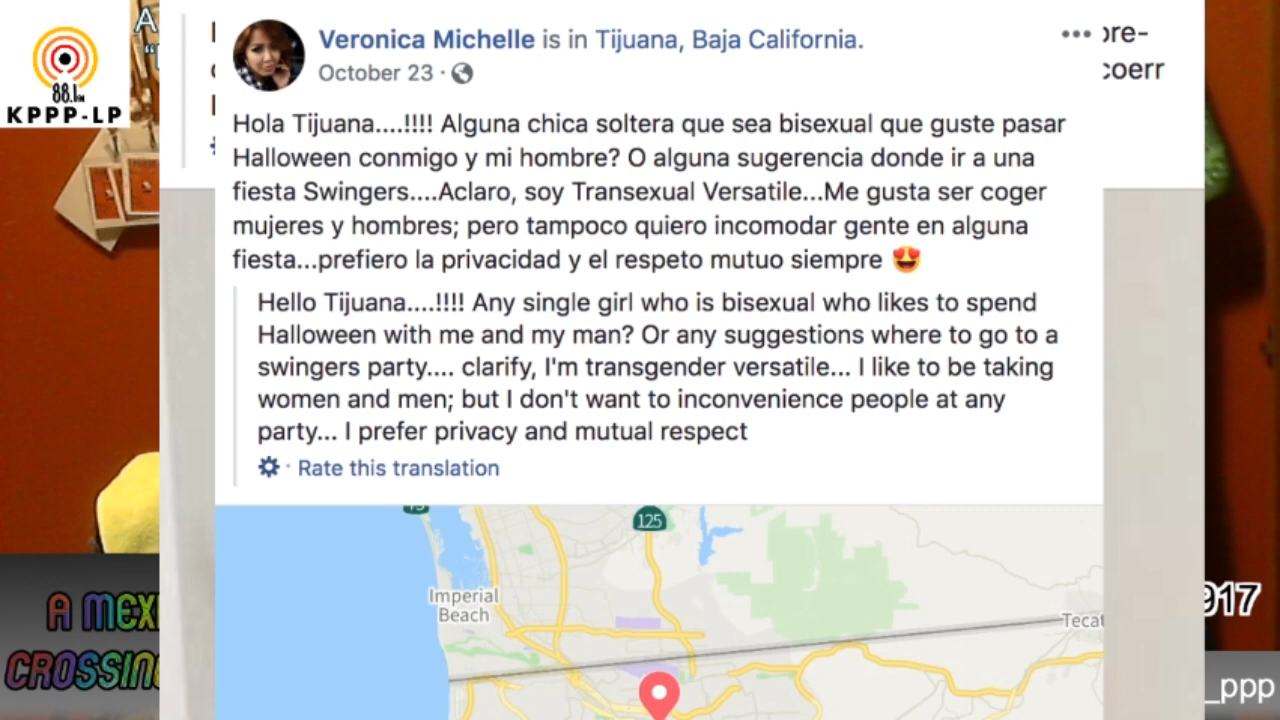 88.1 FM
KPPP-LP
Veronica Michelle is in Tijuana, Baja California.
October 23
Hola Tijuana....!!!! Alguna chica soltera que sea bisexual que guste pasar
Halloween conmigo y mi hombre? O alguna sugerencia donde ir a una
fiesta Swingers....Aclaro, soy Transexual Versatile...Me gusta ser coger
mujeres y hombres; pero tampoco quiero incomodar gente en alguna
fiesta...prefiero la privacidad y el respeto mutuo siempre 😍
Hello Tijuana....!!!! Any single girl who is bisexual who likes to spend
Halloween with me and my man? Or any suggestions where to go to a
swingers party.... clarify, I'm transgender versatile... I like to be taking
women and men; but I don't want to inconvenience people at any
party... I prefer privacy and mutual respect
· Rate this translation
125
Imperial
Beach
Tecat
A MEXI
CROSSIN
917
_ppp